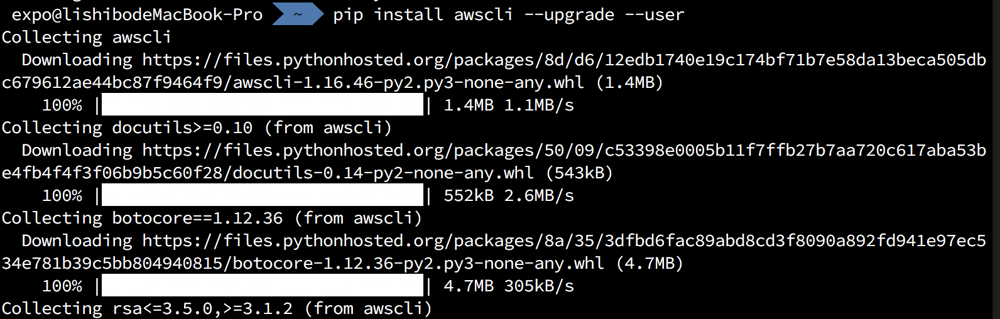 expo@lishibodeMacBook-Pro ~ pip install awscli --upgrade --user
Collecting awscli
  Downloading https://files.pythonhosted.org/packages/8d/d6/12edb1740e19c174bf71b7e58da13beca505db
c679612ae44bc87f9464f9/awscli-1.16.46-py2.py3-none-any.whl (1.4MB)
    100% |████████████████████████████████| 1.4MB 1.1MB/s
Collecting docutils>=0.10 (from awscli)
  Downloading https://files.pythonhosted.org/packages/50/09/c53398e0005b11f7ffb27b7aa720c617aba53b
e4fb4f4f3f06b9b5c60f28/docutils-0.14-py2-none-any.whl (543kB)
    100% |████████████████████████████████| 552kB 2.6MB/s
Collecting botocore==1.12.36 (from awscli)
  Downloading https://files.pythonhosted.org/packages/8a/35/3dfbd6fac89abd8cd3f8090a892fd941e97ec5
34e781b39c5bb804940815/botocore-1.12.36-py2.py3-none-any.whl (4.7MB)
    100% |████████████████████████████████| 4.7MB 305kB/s
Collecting rsa<=3.5.0,>=3.1.2 (from awscli)